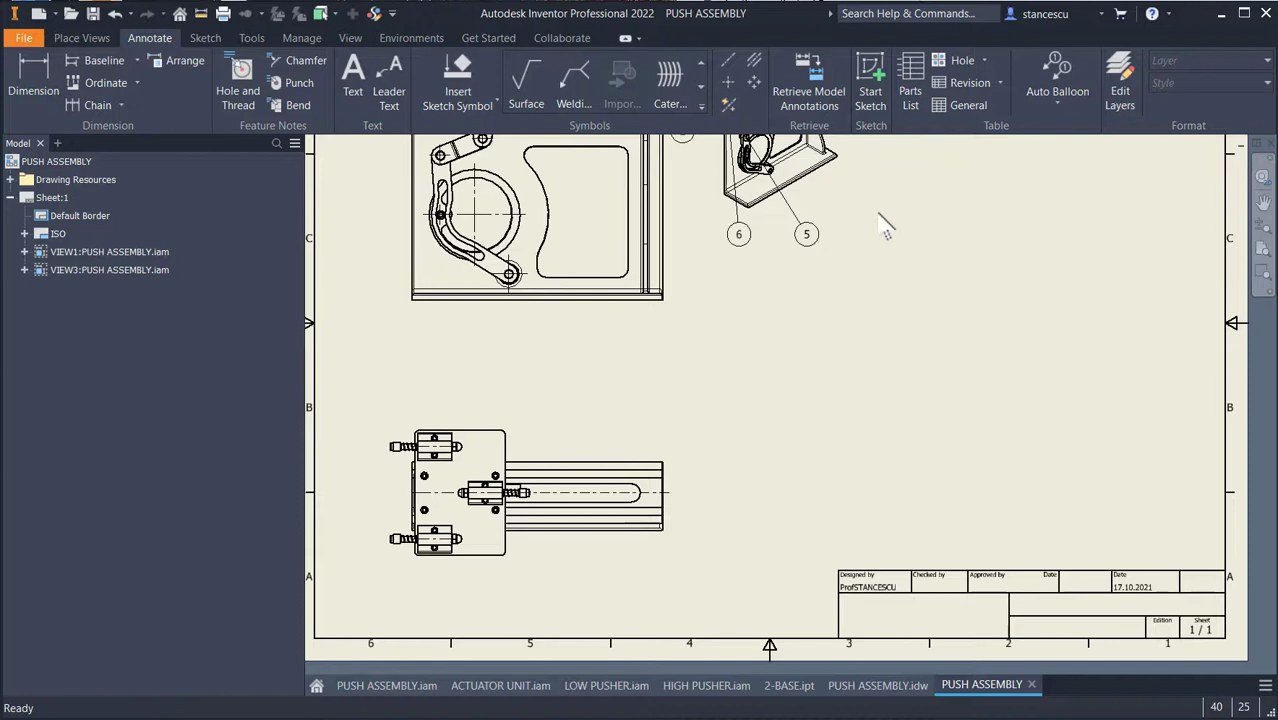 Autodesk Inventor Professional 2022 PUSH ASSEMBLY
Search Help & Commands...
stancescu
File Place Views Annotate Sketch Tools Manage View Environments Get Started Collaborate
Dimension
Baseline
Ordinate
Chain
Arrange
Dimension
Hole and Thread
Chamfer
Punch
Bend
Feature Notes
Text
Leader Text
Text
Insert Sketch Symbol
Surface
Weldi...
Impor...
Cater...
Symbols
Retrieve Model Annotations
Retrieve
Start Sketch
Sketch
Parts List
Hole
Revision
General
Table
Auto Balloon
Edit Layers
Layer
Style
Format
Model
PUSH ASSEMBLY
Drawing Resources
Sheet:1
Default Border
ISO
VIEW1:PUSH ASSEMBLY.iam
VIEW3:PUSH ASSEMBLY.iam
6 5
C C
B B
A A
Designed by Checked by Approved by Date Date
ProfSTANCESCU 17.10.2021
Edition Sheet
1 / 1
6 5 4 3 2 1
PUSH ASSEMBLY.iam ACTUATOR UNIT.iam LOW PUSHER.iam HIGH PUSHER.iam 2-BASE.ipt PUSH ASSEMBLY.idw PUSH ASSEMBLY
Ready 40 25